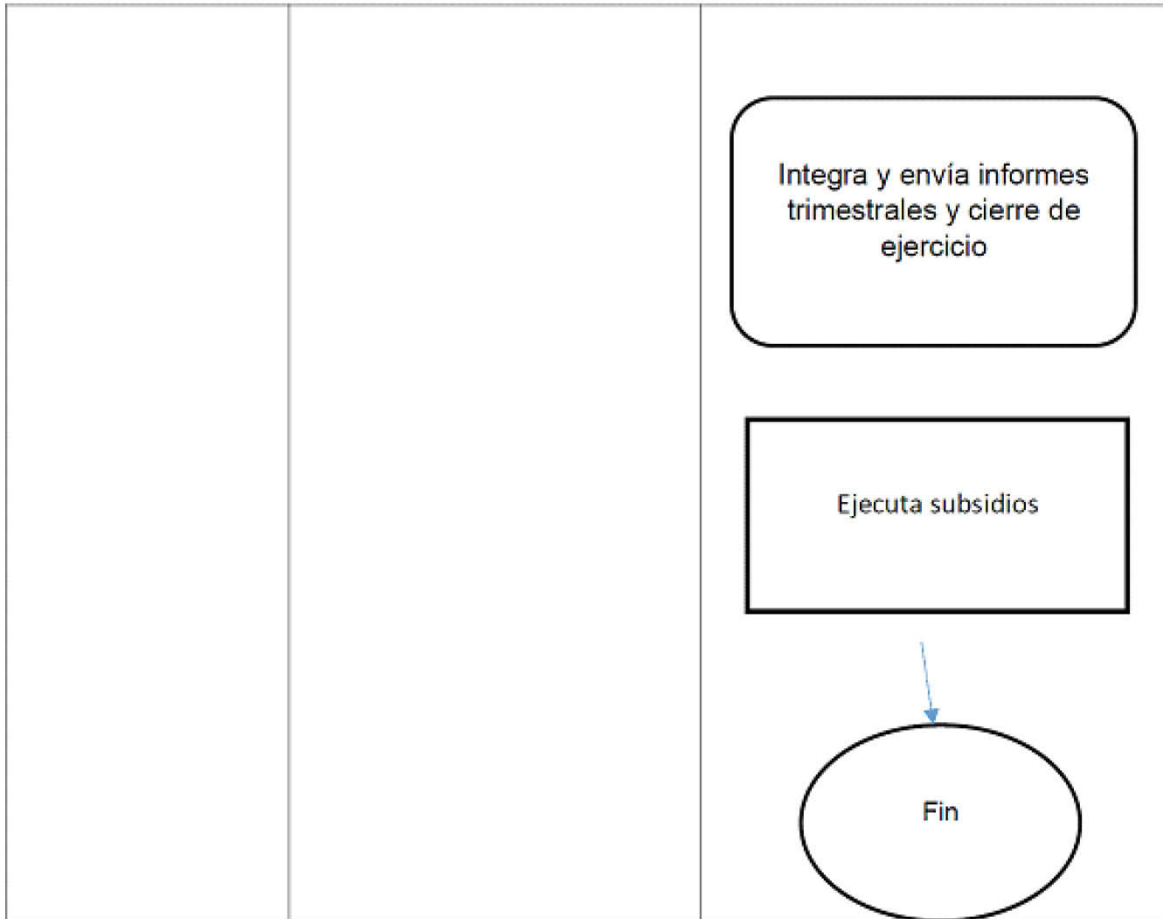 Integra y envía informes
trimestrales y cierre de
ejercicio
Ejecuta subsidios
Fin